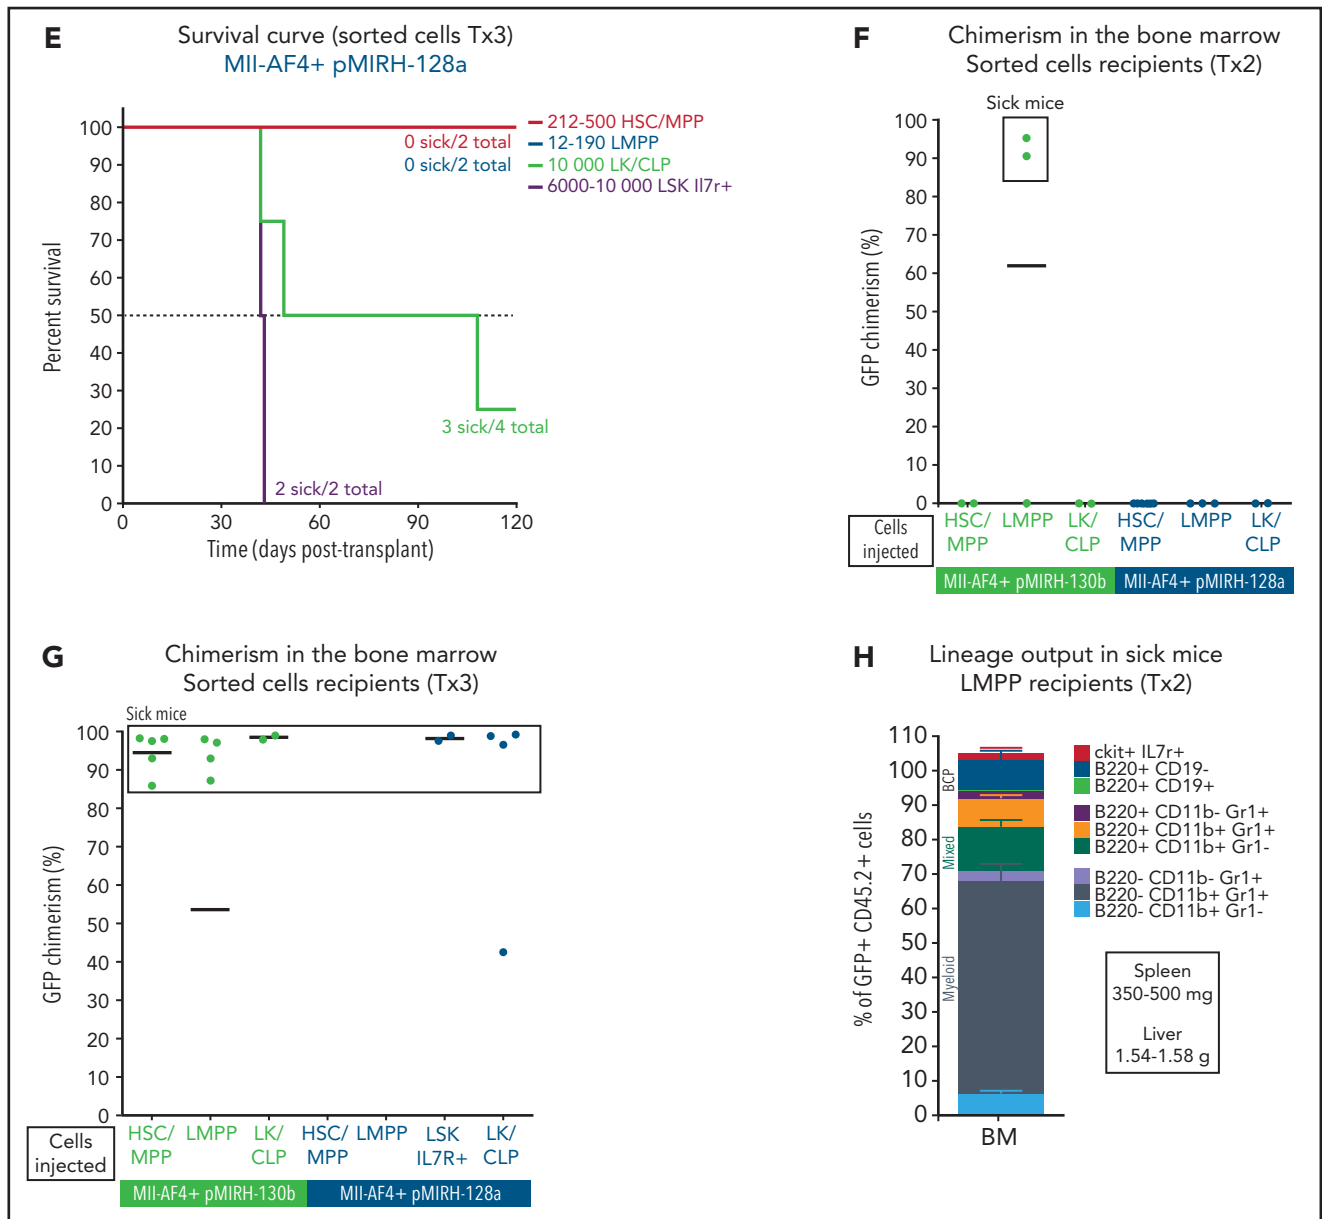 E
Survival curve (sorted cells Tx3)
Mll-AF4+ pMIRH-128a
Percent survival
100
90
80
70
60
50
40
30
20
10
0
0 30 60 90 120
Time (days post-transplant)
212-500 HSC/MPP
12-190 LMPP
10 000 LK/CLP
6000-10 000 LSK Il7r+
0 sick/2 total
0 sick/2 total
3 sick/4 total
2 sick/2 total
F
Chimerism in the bone marrow
Sorted cells recipients (Tx2)
Sick mice
GFP chimerism (%)
100
90
80
70
60
50
40
30
20
10
0
Cells
injected
HSC/ LMPP LK/ HSC/ LMPP LK/
MPP CLP MPP CLP
Mll-AF4+ pMIRH-130b Mll-AF4+ pMIRH-128a
G
Chimerism in the bone marrow
Sorted cells recipients (Tx3)
Sick mice
GFP chimerism (%)
100
90
80
70
60
50
40
30
20
10
0
Cells
injected
HSC/ LMPP LK/ HSC/ LMPP LSK LK/
MPP CLP MPP IL7R+ CLP
Mll-AF4+ pMIRH-130b Mll-AF4+ pMIRH-128a
H
Lineage output in sick mice
LMPP recipients (Tx2)
% of GFP+ CD45.2+ cells
110
100
90
80
70
60
50
40
30
20
10
0
BCP
Mixed
Myeloid
BM
ckit+ IL7r+
B220+ CD19-
B220+ CD19+
B220+ CD11b- Gr1+
B220+ CD11b+ Gr1+
B220+ CD11b+ Gr1-
B220- CD11b- Gr1+
B220- CD11b+ Gr1+
B220- CD11b+ Gr1-
Spleen
350-500 mg
Liver
1.54-1.58 g